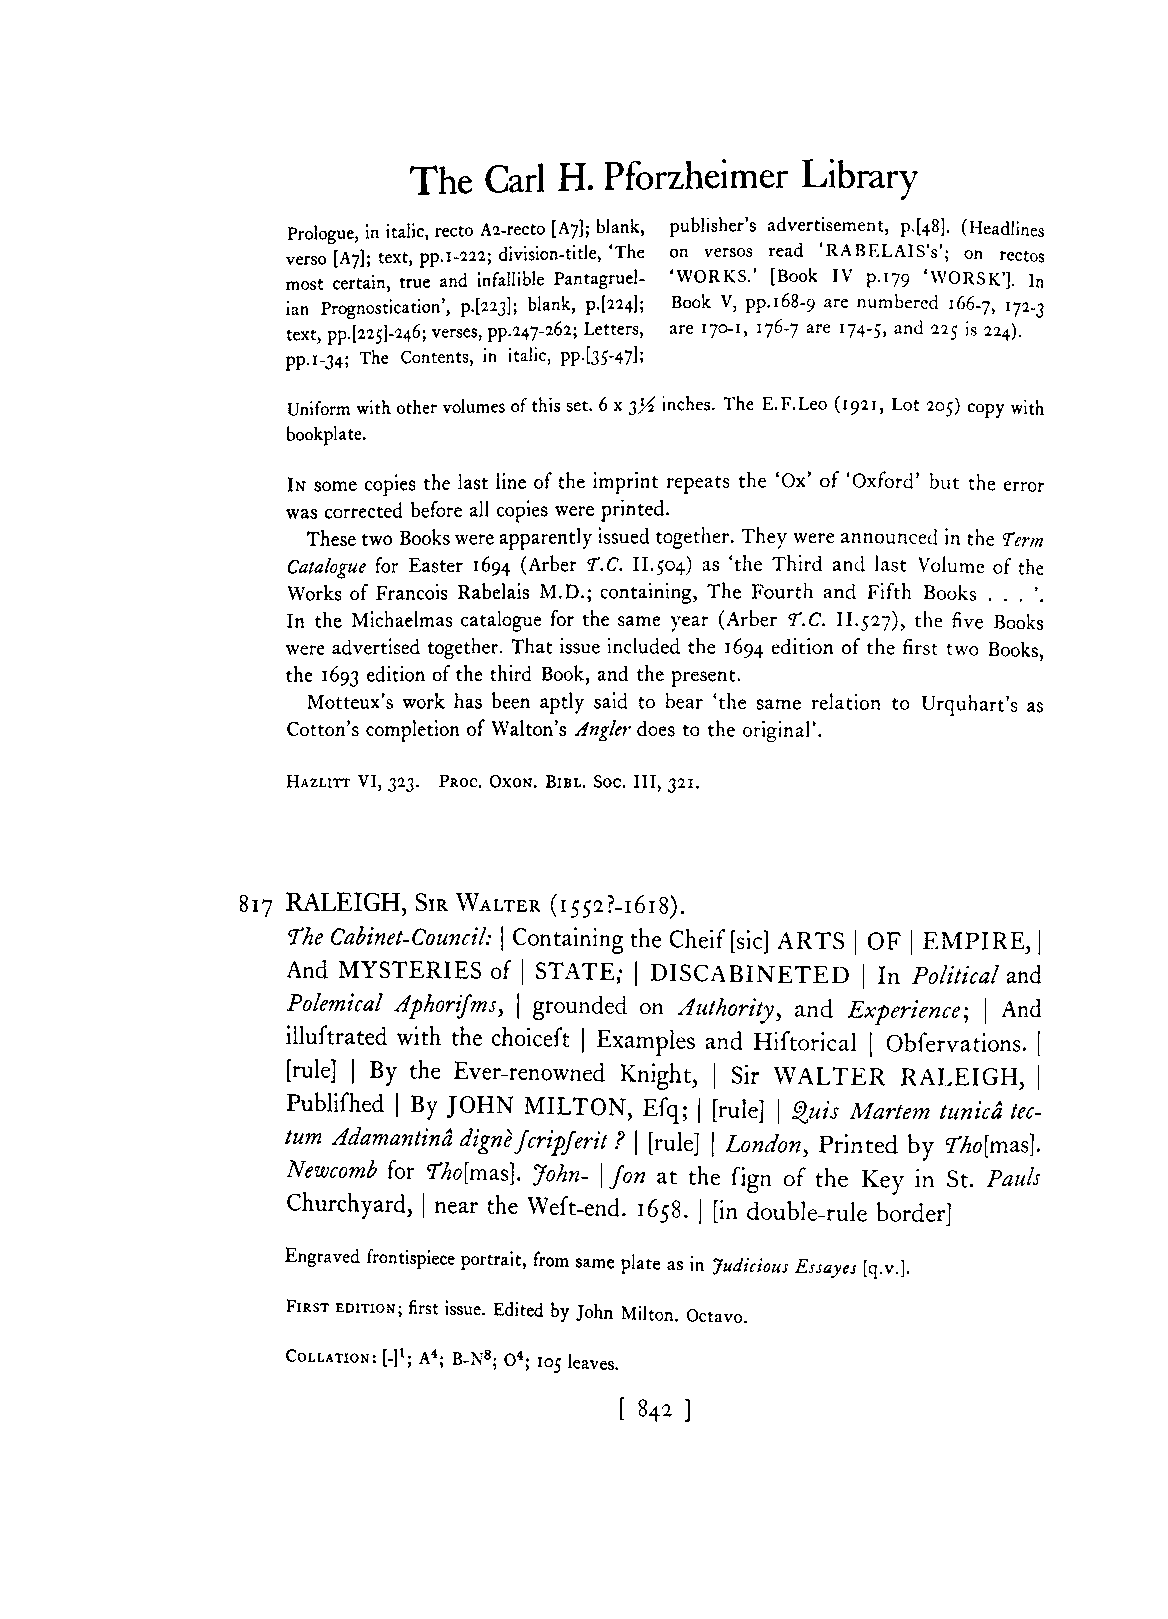 The Carl H. Pforzheimer Library
Prologue, in italic, recto A2-recto [A7]; blank,
verso [A7]; text, pp.1-222; division-title, ‘The
most certain, true and infallible Pantagruel-
ian Prognostication’, p.[223]; blank, p.[224];
text, pp.[225]-246; verses, pp.247-262; Letters,
pp.1-34; The Contents, in italic, pp.[35-47];
publisher’s advertisement, p.[48]. (Headlines
on versos read ‘RABELAIS’s’; on rectos
‘WORKS.’ [Book IV p.179 ‘WORSK’]. In
Book V, pp.168-9 are numbered 166-7, 172-3
are 170-1, 176-7 are 174-5, and 225 is 224).
Uniform with other volumes of this set. 6 x 3½ inches. The E.F.Leo (1921, Lot 205) copy with
bookplate.
IN some copies the last line of the imprint repeats the ‘Ox’ of ‘Oxford’ but the error
was corrected before all copies were printed.
These two Books were apparently issued together. They were announced in the Term
Catalogue for Easter 1694 (Arber T.C. II.504) as ‘the Third and last Volume of the
Works of Francois Rabelais M.D.; containing, The Fourth and Fifth Books . . . ’.
In the Michaelmas catalogue for the same year (Arber T.C. II.527), the five Books
were advertised together. That issue included the 1694 edition of the first two Books,
the 1693 edition of the third Book, and the present.
Motteux’s work has been aptly said to bear ‘the same relation to Urquhart’s as
Cotton’s completion of Walton’s Angler does to the original’.
HAZLITT VI, 323. PROC. OXON. BIBL. SOC. III, 321.
817 RALEIGH, SIR WALTER (1552?-1618).
The Cabinet-Council: | Containing the Cheif [sic] ARTS | OF | EMPIRE, |
And MYSTERIES of | STATE; | DISCABINETED | In Political and
Polemical Aphoriſms, | grounded on Authority, and Experience; | And
illuſtrated with the choiceſt | Examples and Hiſtorical | Obſervations. |
[rule] | By the Ever-renowned Knight, | Sir WALTER RALEIGH, |
Publiſhed | By JOHN MILTON, Eſq; | [rule] | Quis Martem tunicâ tec-
tum Adamantinâ dignè ſcripſerit ? | [rule] | London, Printed by Tho[mas].
Newcomb for Tho[mas]. John- | ſon at the ſign of the Key in St. Pauls
Churchyard, | near the Weſt-end. 1658. | [in double-rule border]
Engraved frontispiece portrait, from same plate as in Judicious Essayes [q.v.].
FIRST EDITION; first issue. Edited by John Milton. Octavo.
COLLATION: [-]¹; A⁴; B-N⁸; O⁴; 105 leaves.
[ 842 ]